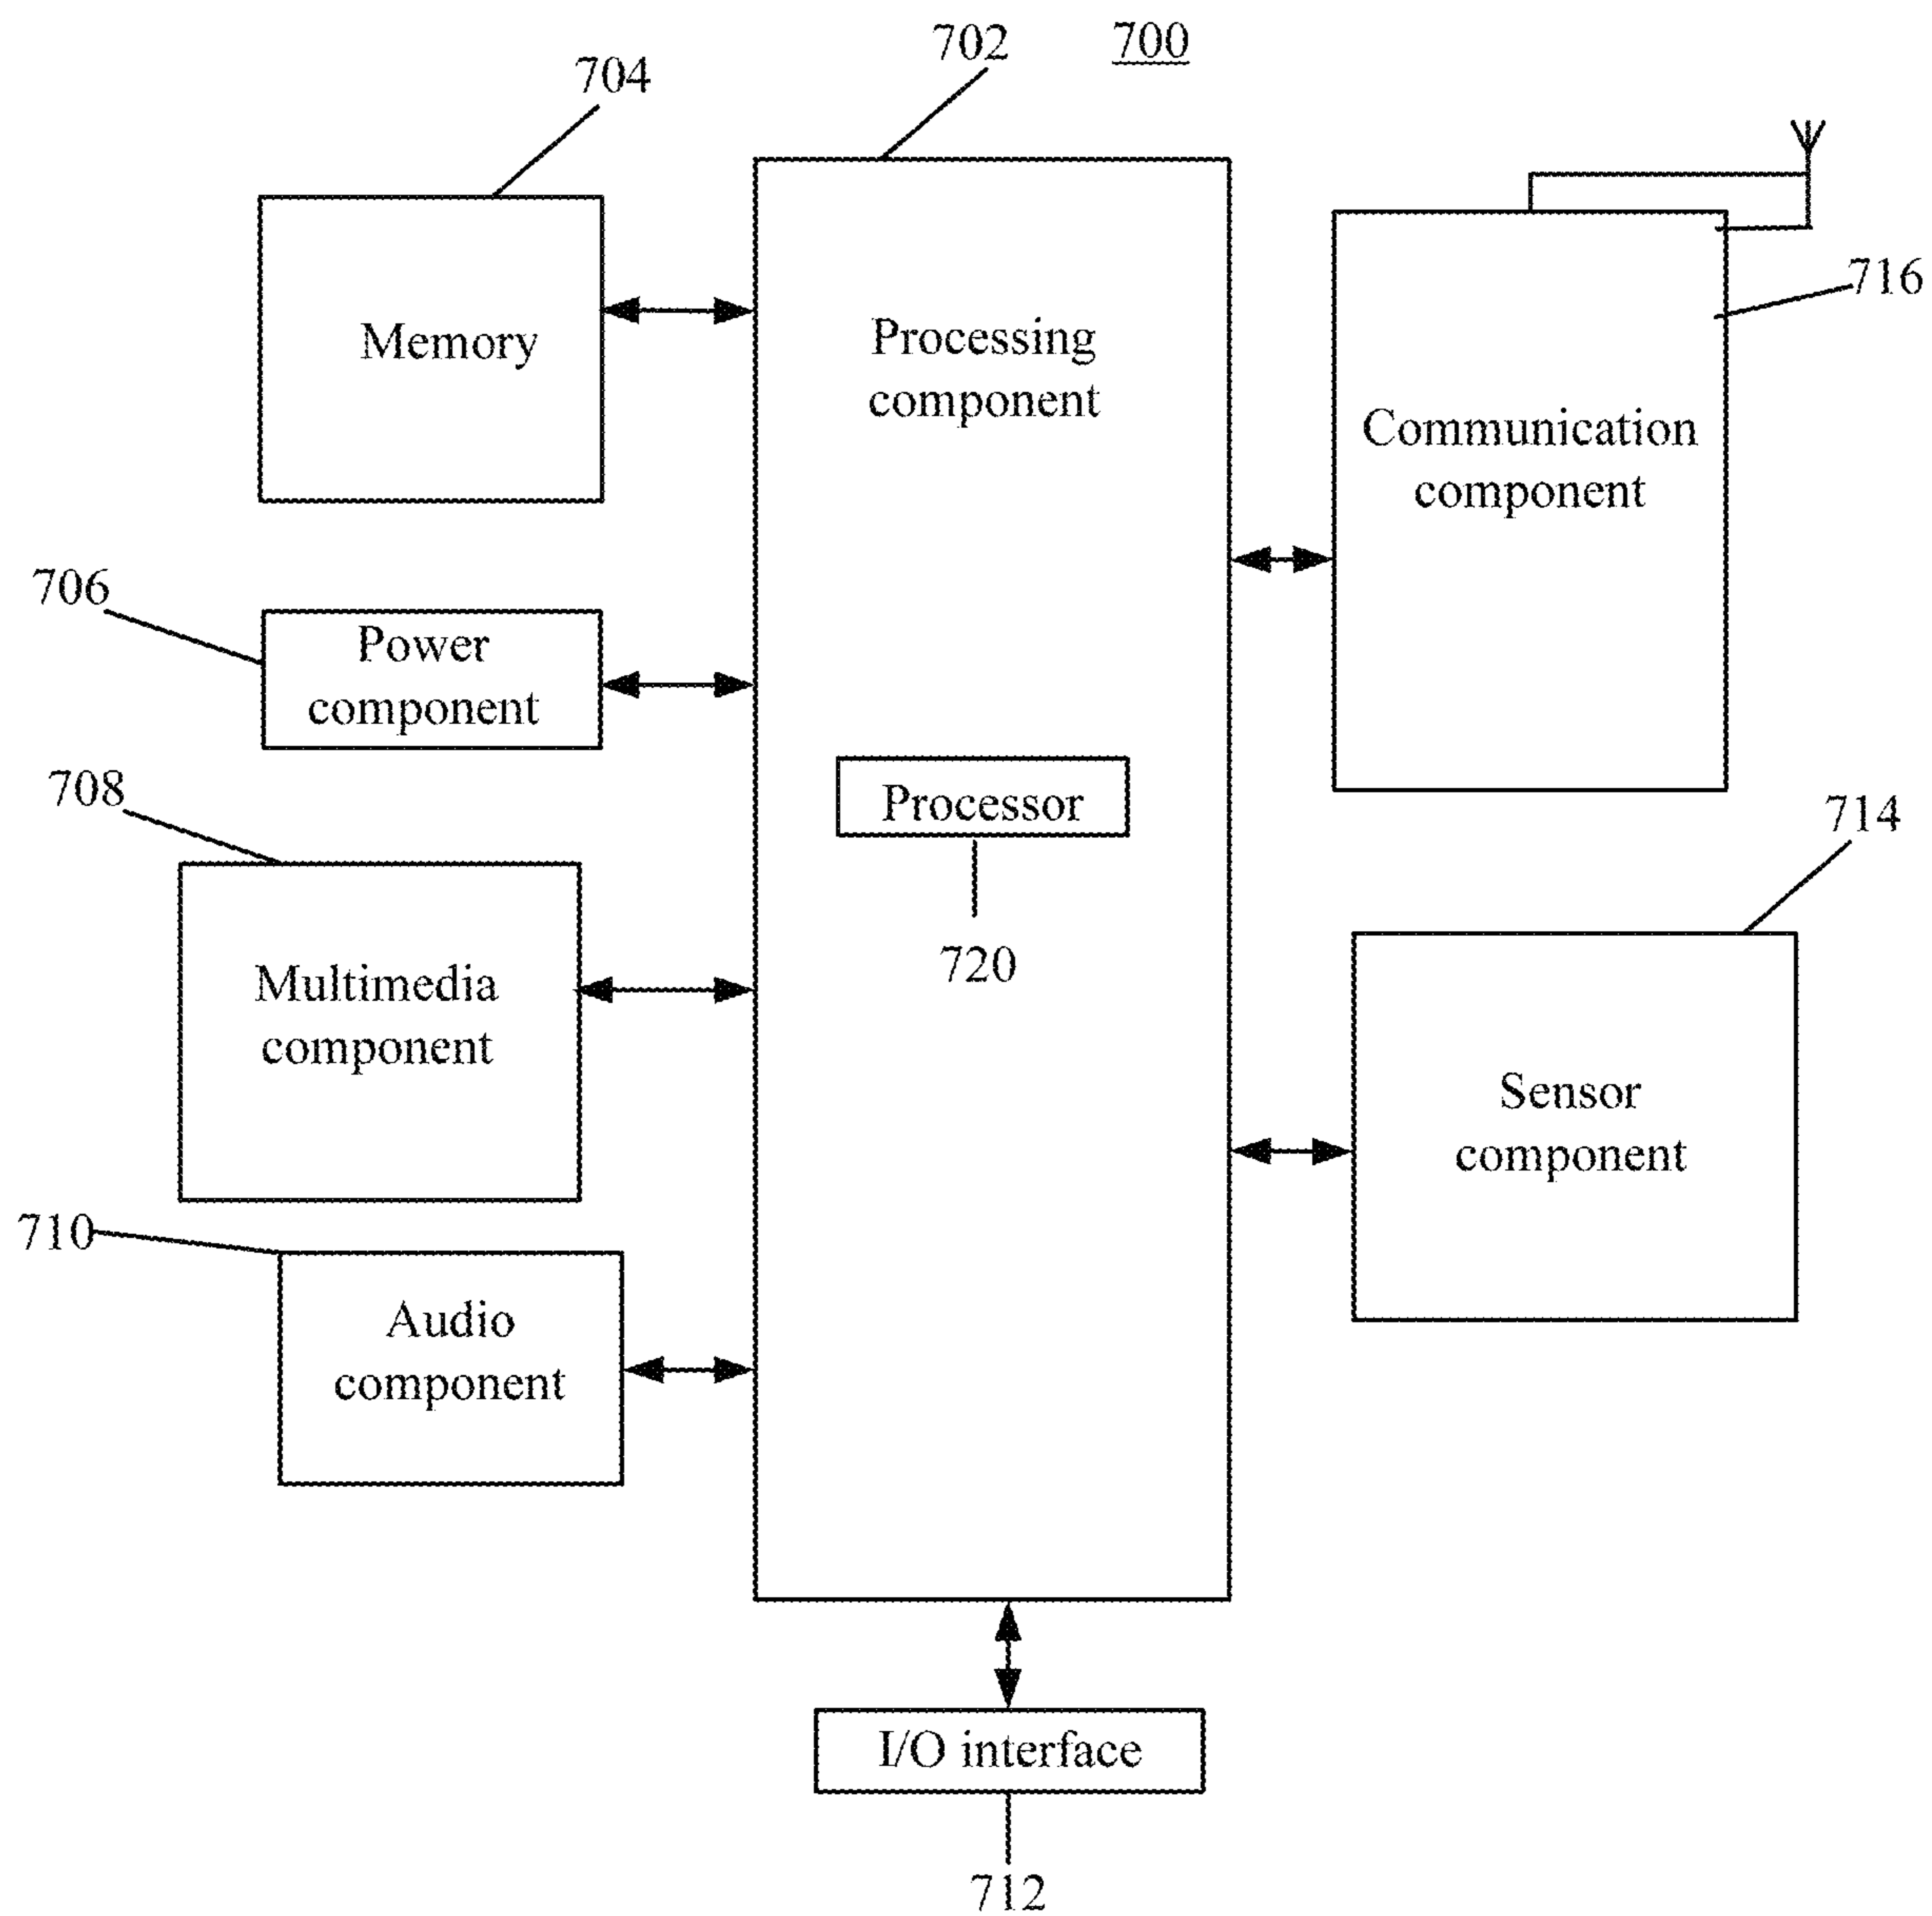 702
700
704
Memory
Processing
component
716
Communication
component
706
Power
component
708
Processor
714
720
Multimedia
component
Sensor
component
710
Audio
component
I/O interface
712